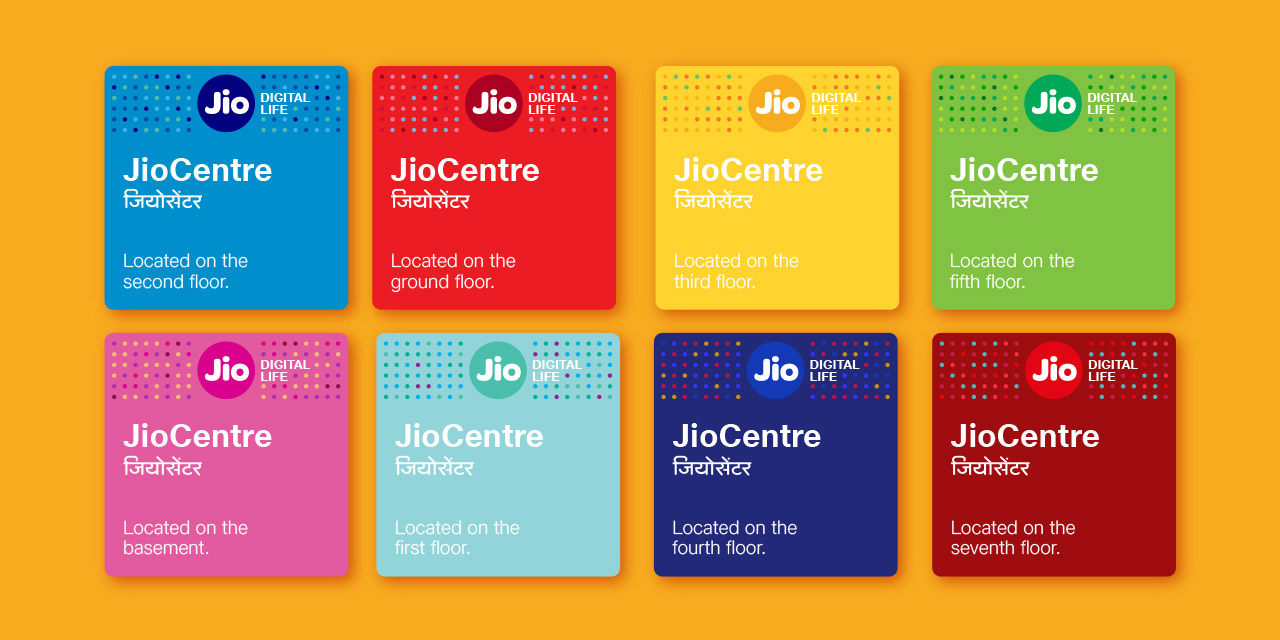 Jio
DIGITAL
LIFE
JioCentre
जियोसेंटर
Located on the
second floor.
Jio
DIGITAL
LIFE
JioCentre
जियोसेंटर
Located on the
ground floor.
Jio
DIGITAL
LIFE
JioCentre
जियोसेंटर
Located on the
third floor.
Jio
DIGITAL
LIFE
JioCentre
जियोसेंटर
Located on the
fifth floor.
Jio
DIGITAL
LIFE
JioCentre
जियोसेंटर
Located on the
basement.
Jio
DIGITAL
LIFE
JioCentre
जियोसेंटर
Located on the
first floor.
Jio
DIGITAL
LIFE
JioCentre
जियोसेंटर
Located on the
fourth floor.
Jio
DIGITAL
LIFE
JioCentre
जियोसेंटर
Located on the
seventh floor.